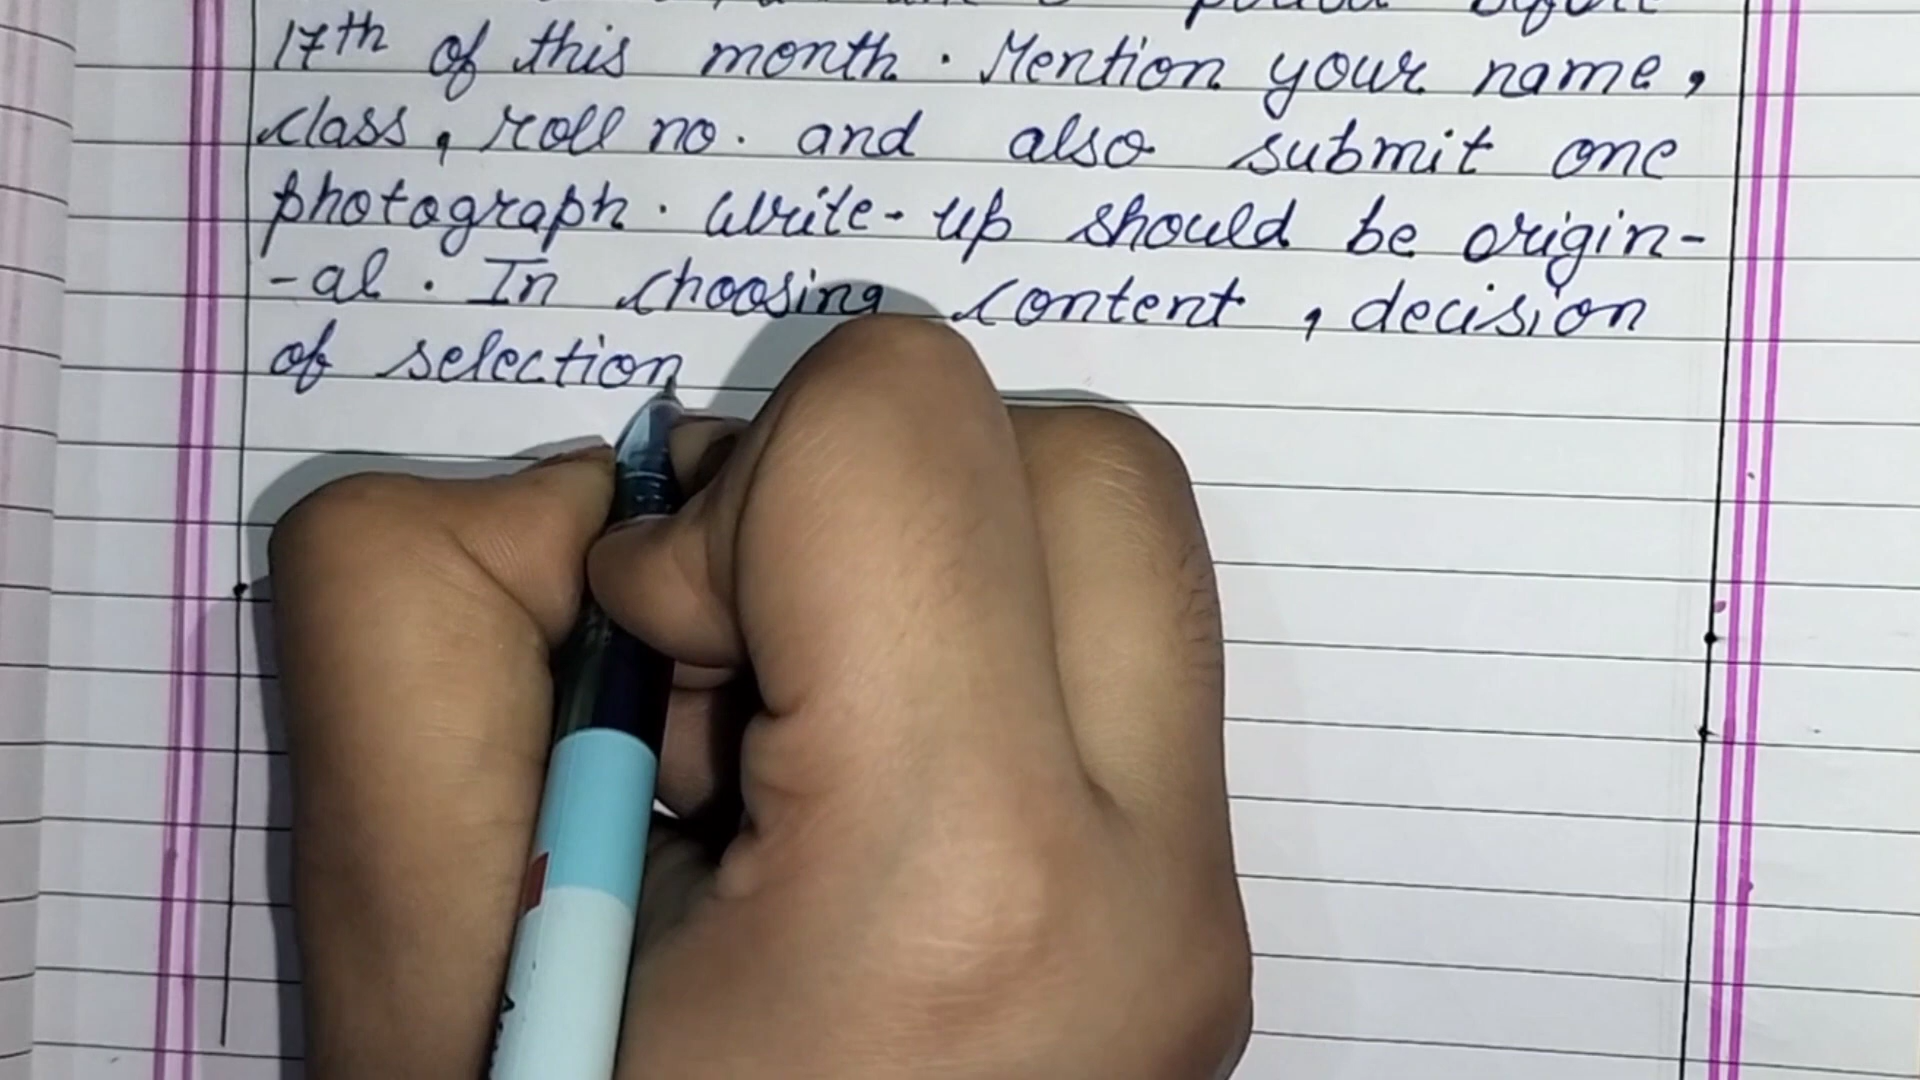 before
17th of this month. Mention your name,
class, roll no. and also submit one
photograph. Write-up should be origin-
-al. In choosing content, decision
of selection